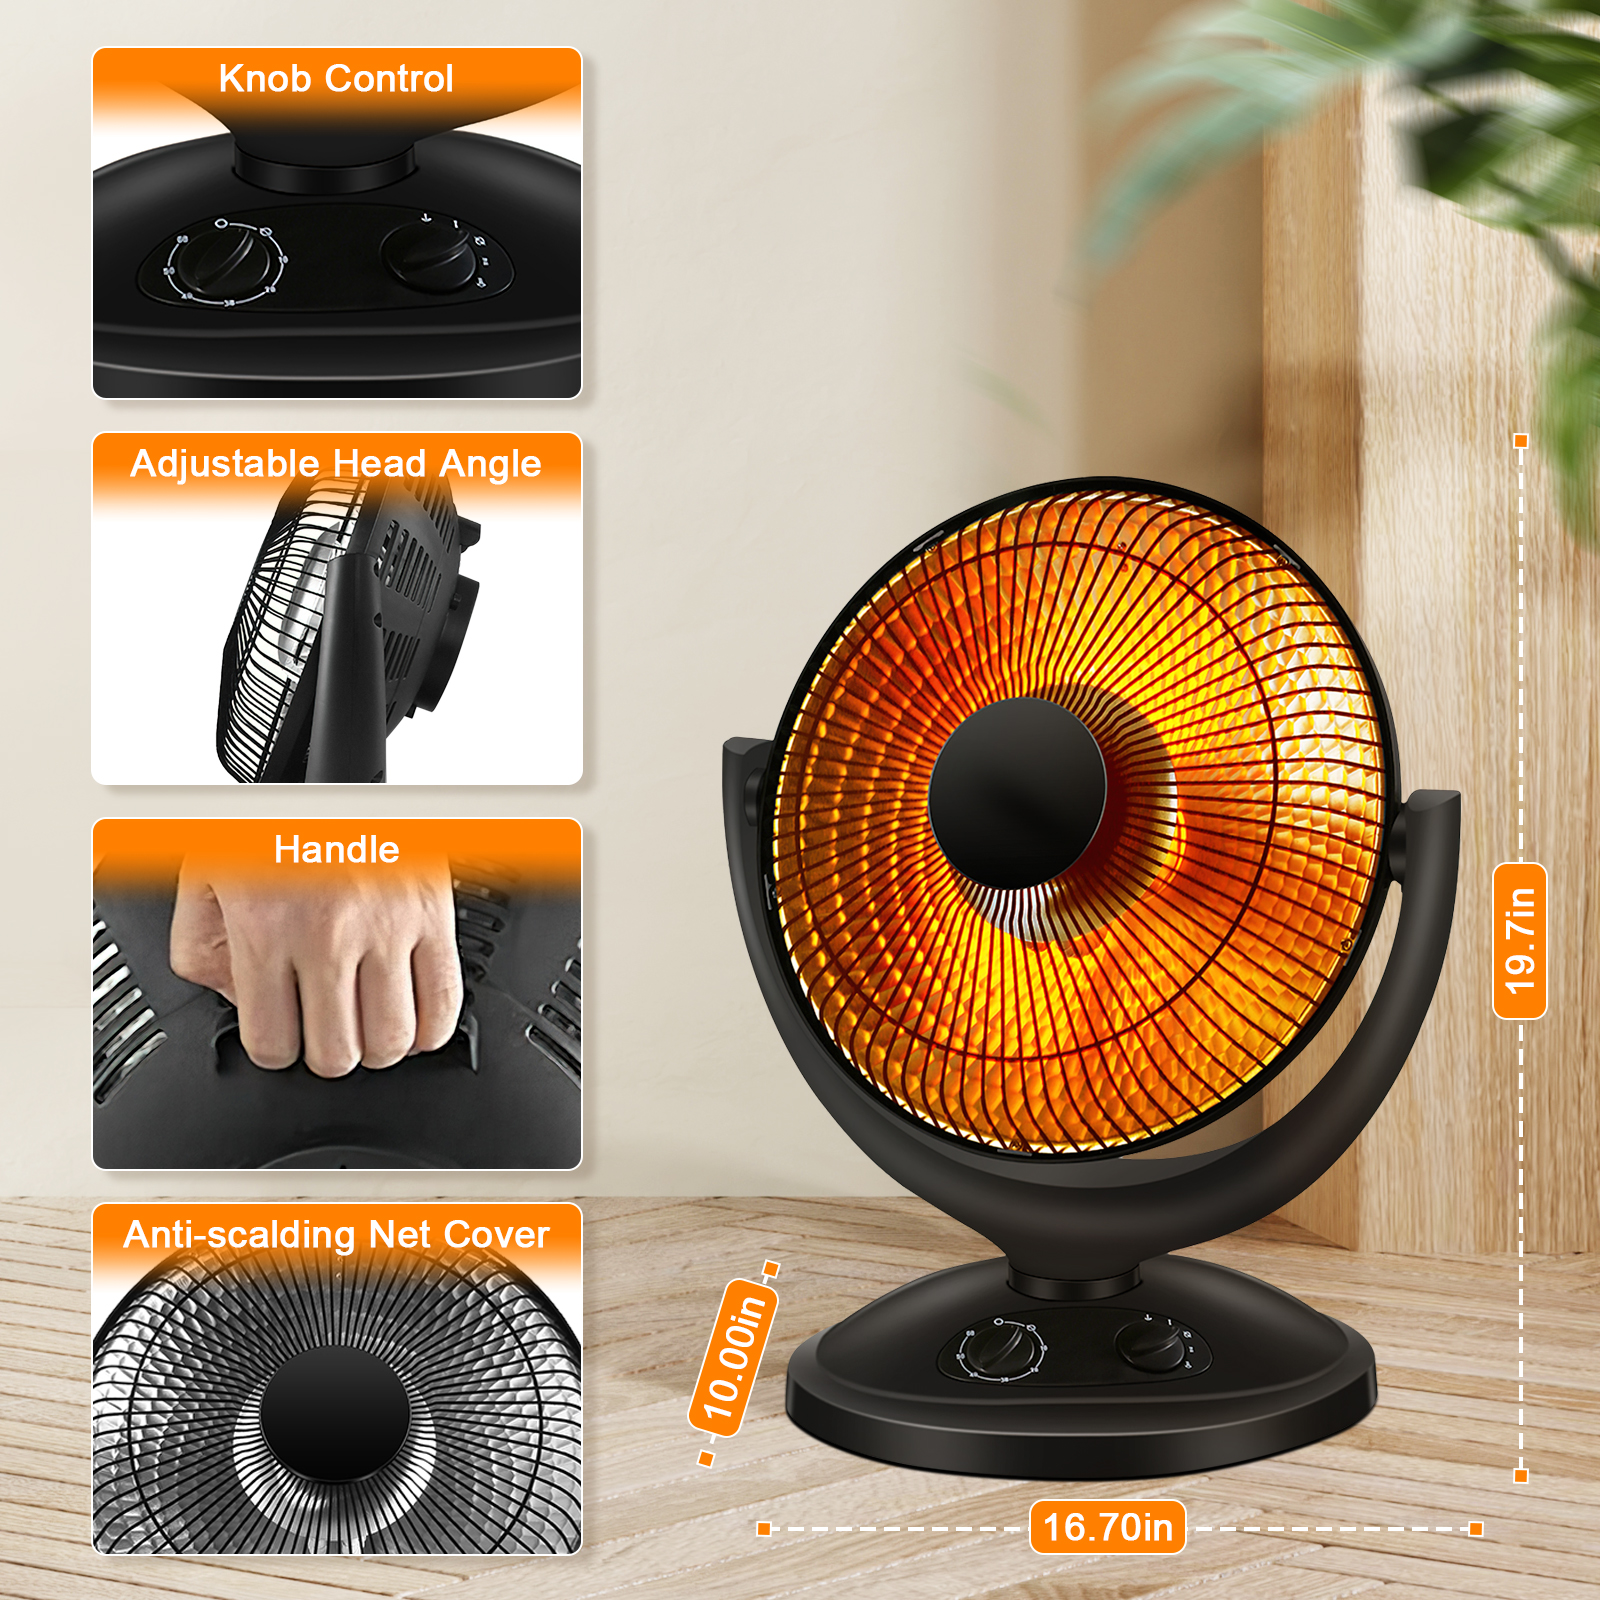 Knob Control
Adjustable Head Angle
Handle
Anti-scalding Net Cover
19.7in
10.00in
16.70in